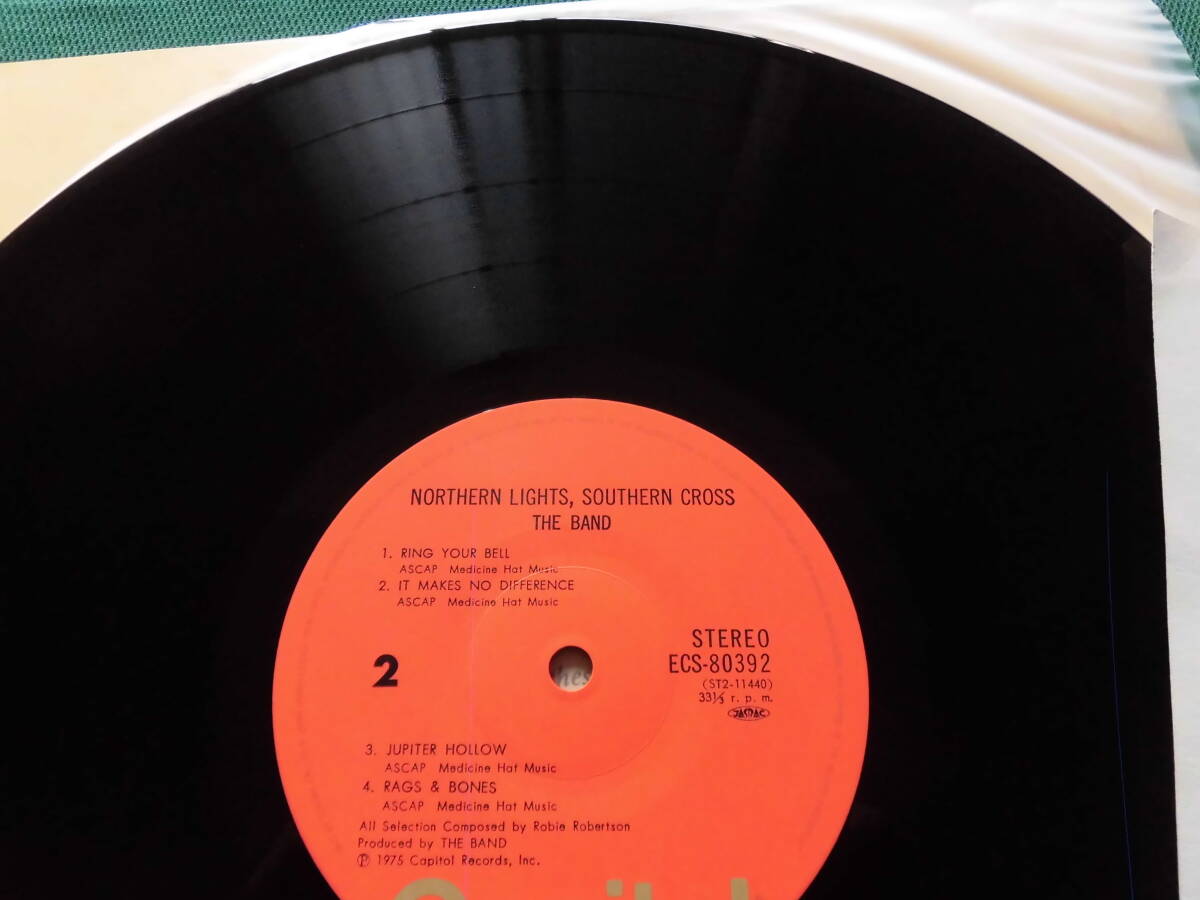 NORTHERN LIGHTS, SOUTHERN CROSS
THE BAND
1. RING YOUR BELL
ASCAP Medicine Hat Music
2. IT MAKES NO DIFFERENCE
ASCAP Medicine Hat Music
2
STEREO
ECS-80392
(ST2-11440)
33⅓ r. p. m.
JASRAC
hes
3. JUPITER HOLLOW
ASCAP Medicine Hat Music
4. RAGS & BONES
ASCAP Medicine Hat Music
All Selection Composed by Robie Robertson
Produced by THE BAND
Ⓟ 1975 Capitol Records, Inc.